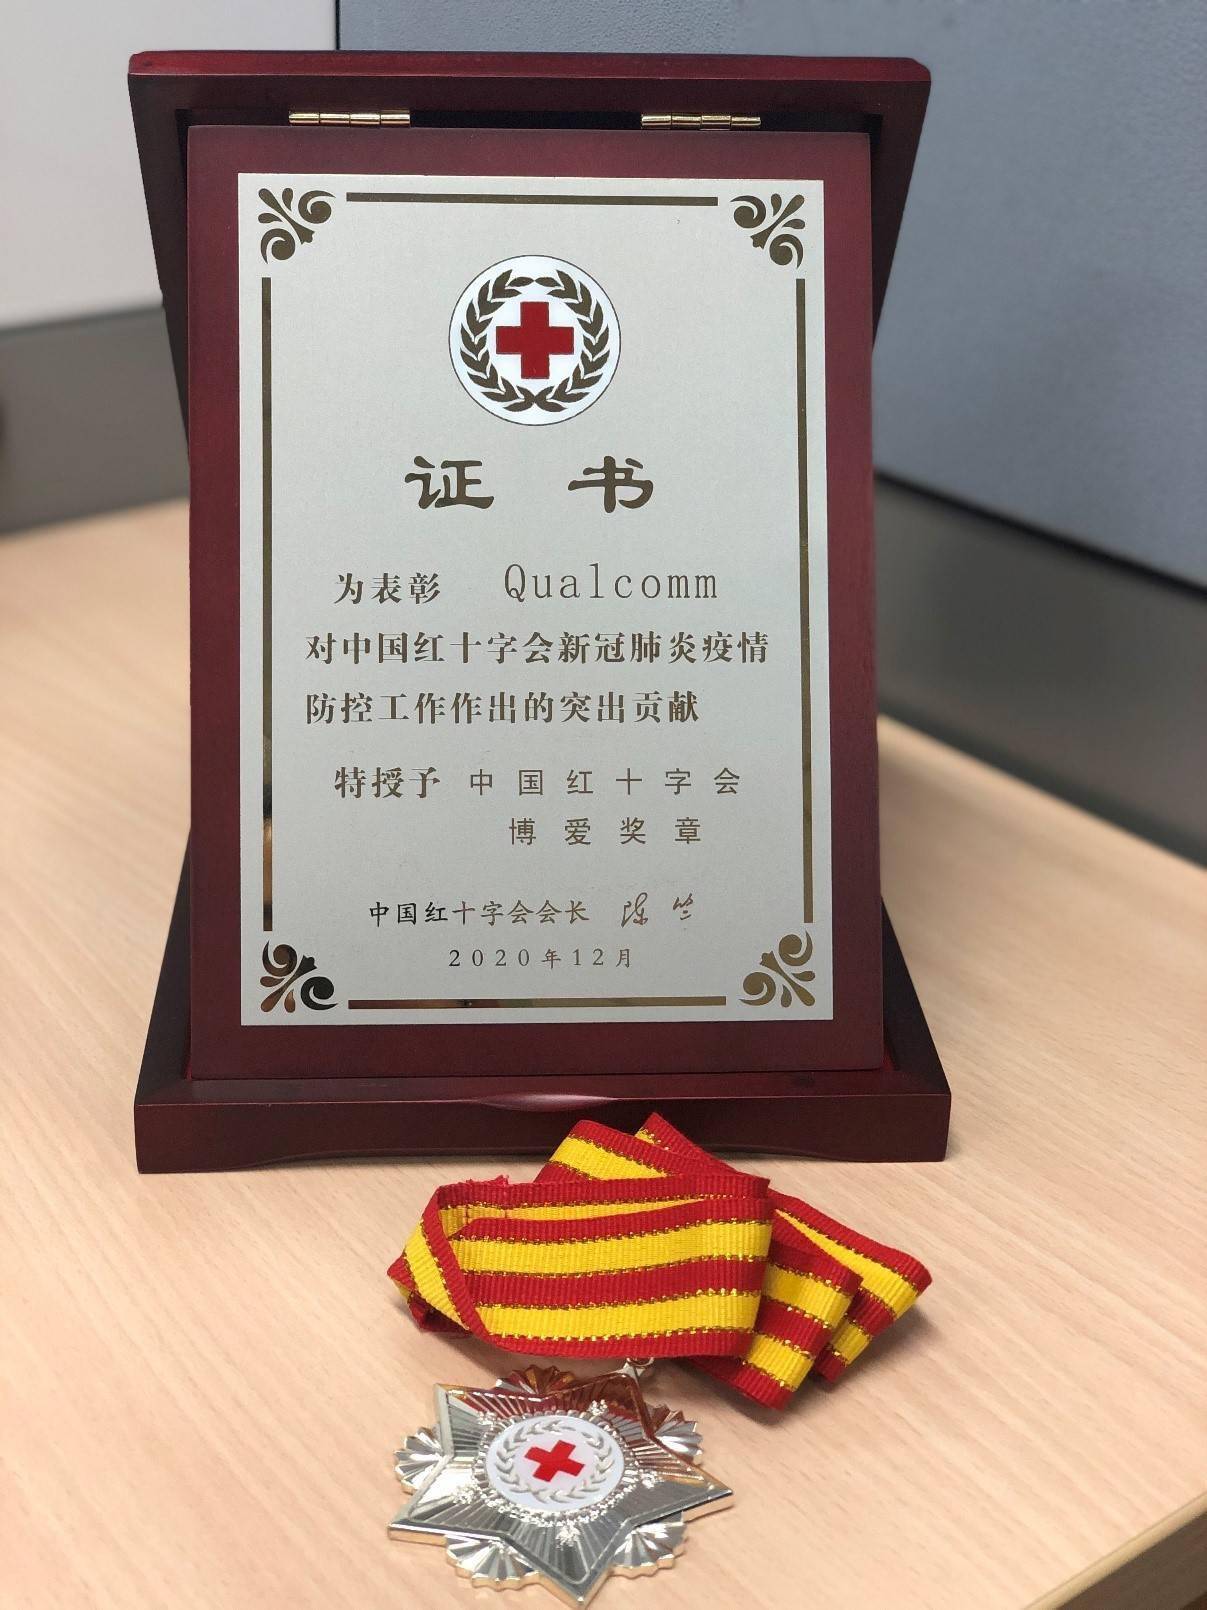 证书
为表彰 Qualcomm
对中国红十字会新冠肺炎疫情
防控工作作出的突出贡献
特授予 中国红十字会
博爱奖章
中国红十字会会长 陈竺
2020年12月